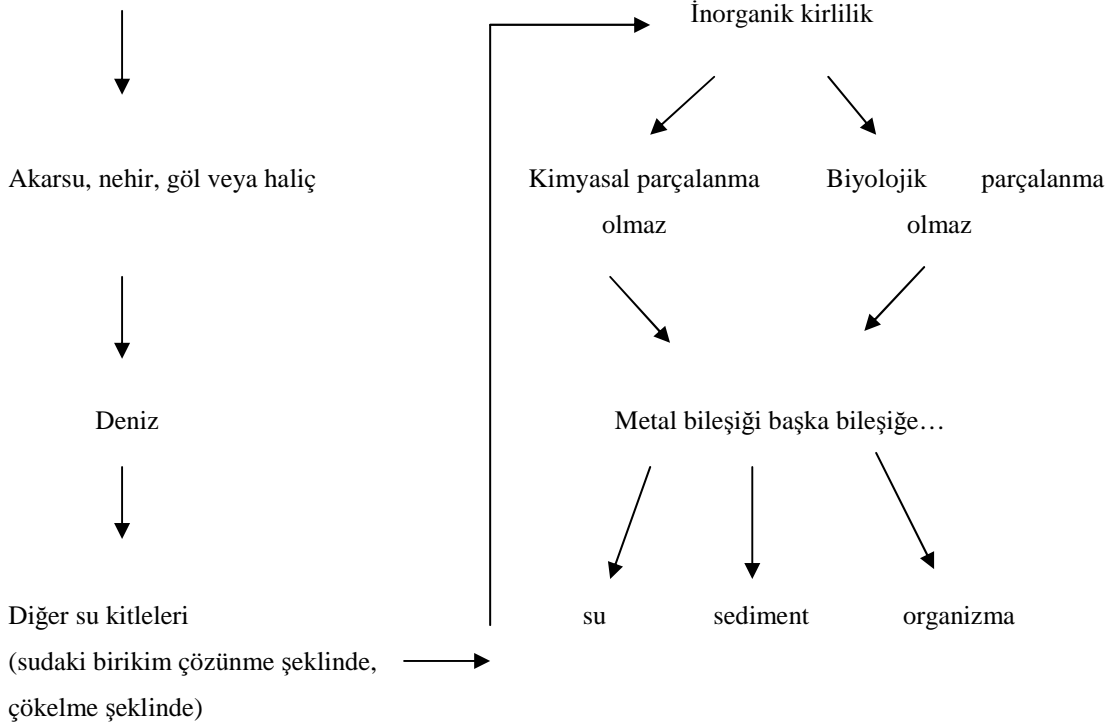 İnorganik kirlilik
Akarsu, nehir, göl veya haliç
Kimyasal parçalanma
olmaz
Biyolojik parçalanma
olmaz
Deniz
Metal bileşiği başka bileşiğe…
Diğer su kitleleri
(sudaki birikim çözünme şeklinde,
çökelme şeklinde)
su
sediment
organizma